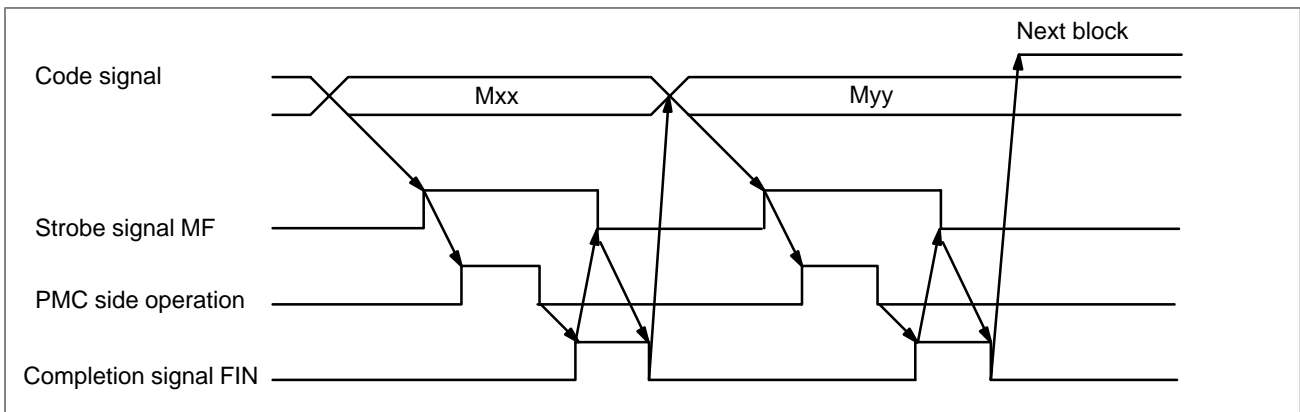 Next block
Code signal
Mxx
Myy
Strobe signal MF
PMC side operation
Completion signal FIN